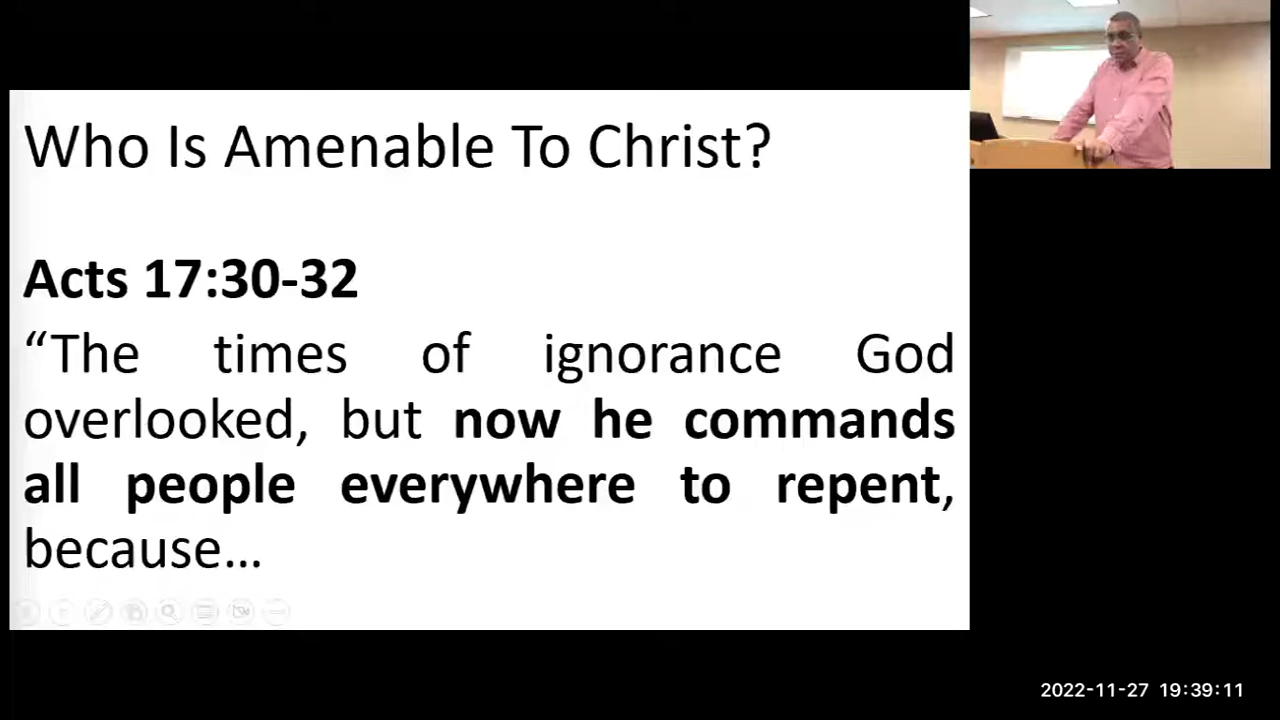 Who Is Amenable To Christ?
Acts 17:30-32
“The times of ignorance God
overlooked, but now he commands
all people everywhere to repent,
because...
2022-11-27 19:39:11